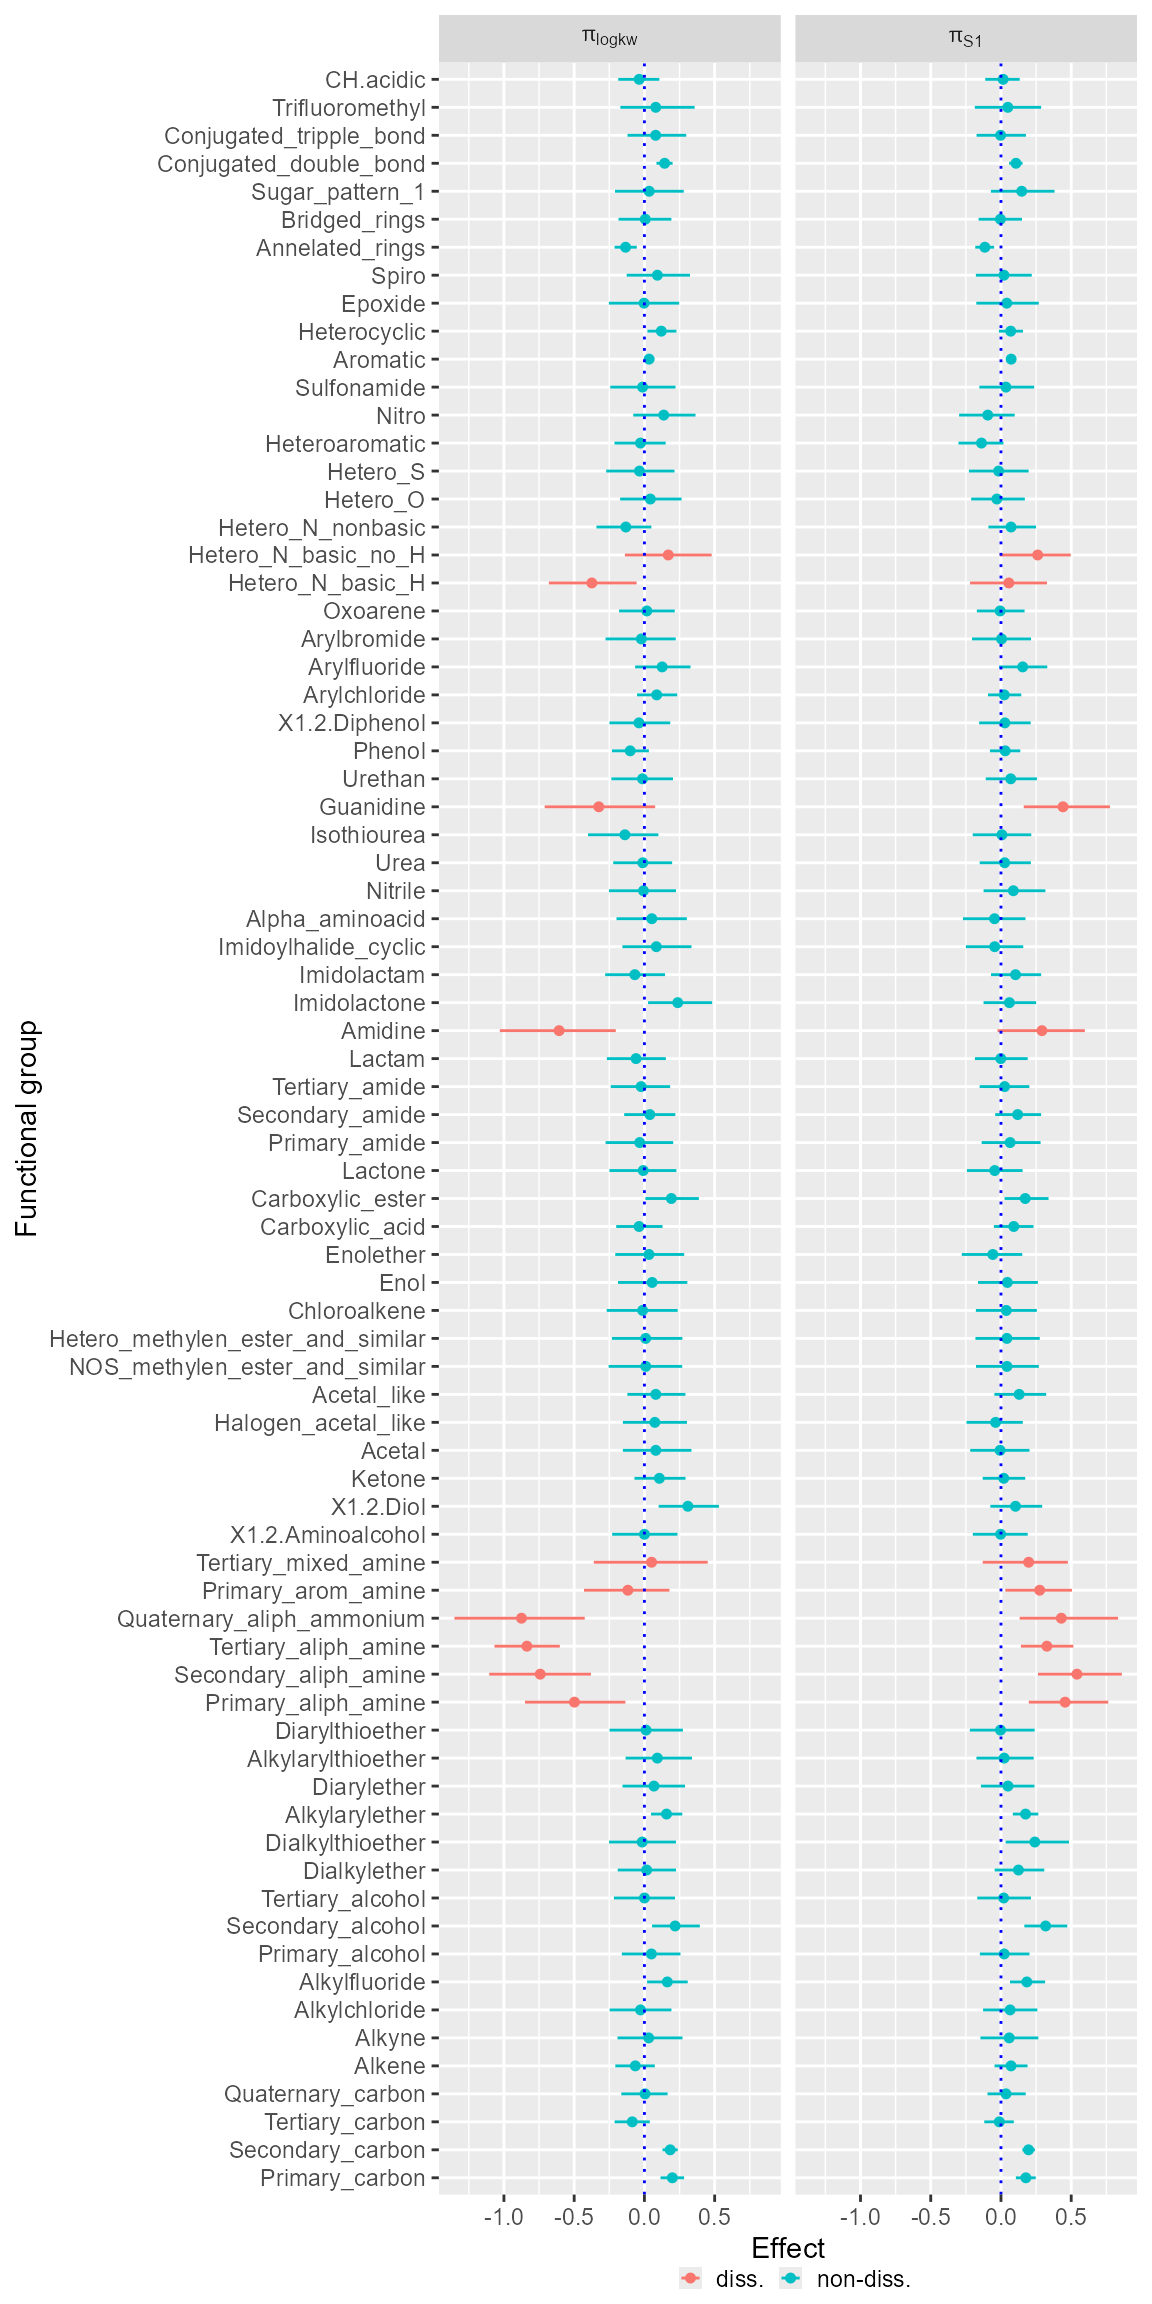 πlogkw πS1
CH.acidic
Trifluoromethyl
Conjugated_tripple_bond
Conjugated_double_bond
Sugar_pattern_1
Bridged_rings
Annelated_rings
Spiro
Epoxide
Heterocyclic
Aromatic
Sulfonamide
Nitro
Heteroaromatic
Hetero_S
Hetero_O
Hetero_N_nonbasic
Hetero_N_basic_no_H
Hetero_N_basic_H
Oxoarene
Arylbromide
Arylfluoride
Arylchloride
X1.2.Diphenol
Phenol
Urethan
Guanidine
Isothiourea
Urea
Nitrile
Alpha_aminoacid
Imidoylhalide_cyclic
Imidolactam
Imidolactone
Amidine
Lactam
Tertiary_amide
Secondary_amide
Primary_amide
Lactone
Carboxylic_ester
Carboxylic_acid
Enolether
Enol
Chloroalkene
Hetero_methylen_ester_and_similar
NOS_methylen_ester_and_similar
Acetal_like
Halogen_acetal_like
Acetal
Ketone
X1.2.Diol
X1.2.Aminoalcohol
Tertiary_mixed_amine
Primary_arom_amine
Quaternary_aliph_ammonium
Tertiary_aliph_amine
Secondary_aliph_amine
Primary_aliph_amine
Diarylthioether
Alkylarylthioether
Diarylether
Alkylarylether
Dialkylthioether
Dialkylether
Tertiary_alcohol
Secondary_alcohol
Primary_alcohol
Alkylfluoride
Alkylchloride
Alkyne
Alkene
Quaternary_carbon
Tertiary_carbon
Secondary_carbon
Primary_carbon
Functional group
-1.0 -0.5 0.0 0.5 -1.0 -0.5 0.0 0.5
Effect
diss. non-diss.